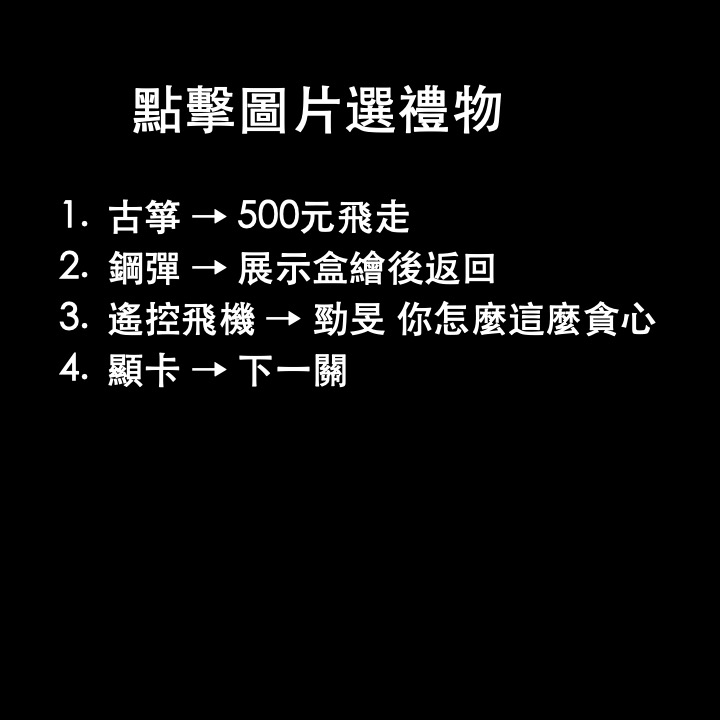 點擊圖片選禮物
1. 古箏 → 500元飛走
2. 鋼彈 → 展示盒繪後返回
3. 遙控飛機 → 勁旻 你怎麼這麼貪心
4. 顯卡 → 下一關